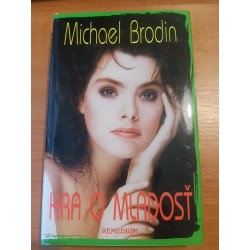 Michael Brodin
HRA O MLADOSŤ
REMEDIUM